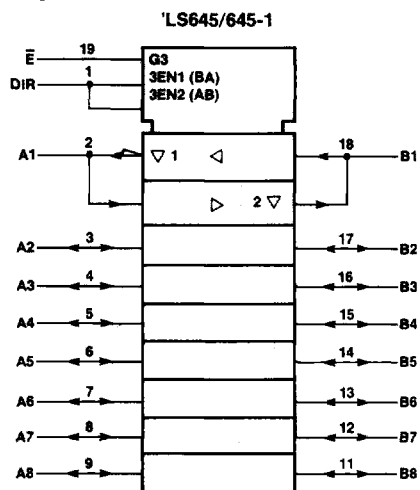 'LS645/645-1
E̅ 19 G3
DIR 1 3EN1 (BA)
3EN2 (AB)
A1 2 ▽ 1 ◁ 18 B1
▷ 2 ▽
A2 3 17 B2
A3 4 16 B3
A4 5 15 B4
A5 6 14 B5
A6 7 13 B6
A7 8 12 B7
A8 9 11 B8